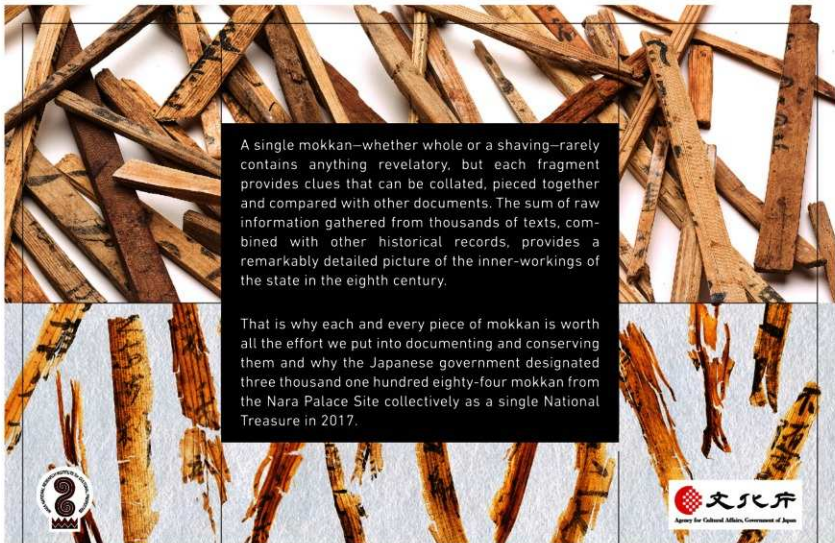 A single mokkan—whether whole or a shaving—rarely
contains anything revelatory, but each fragment
provides clues that can be collated, pieced together
and compared with other documents. The sum of raw
information gathered from thousands of texts, com-
bined with other historical records, provides a
remarkably detailed picture of the inner-workings of
the state in the eighth century.
That is why each and every piece of mokkan is worth
all the effort we put into documenting and conserving
them and why the Japanese government designated
three thousand one hundred eighty-four mokkan from
the Nara Palace Site collectively as a single National
Treasure in 2017.
文化庁
Agency for Cultural Affairs, Government of Japan